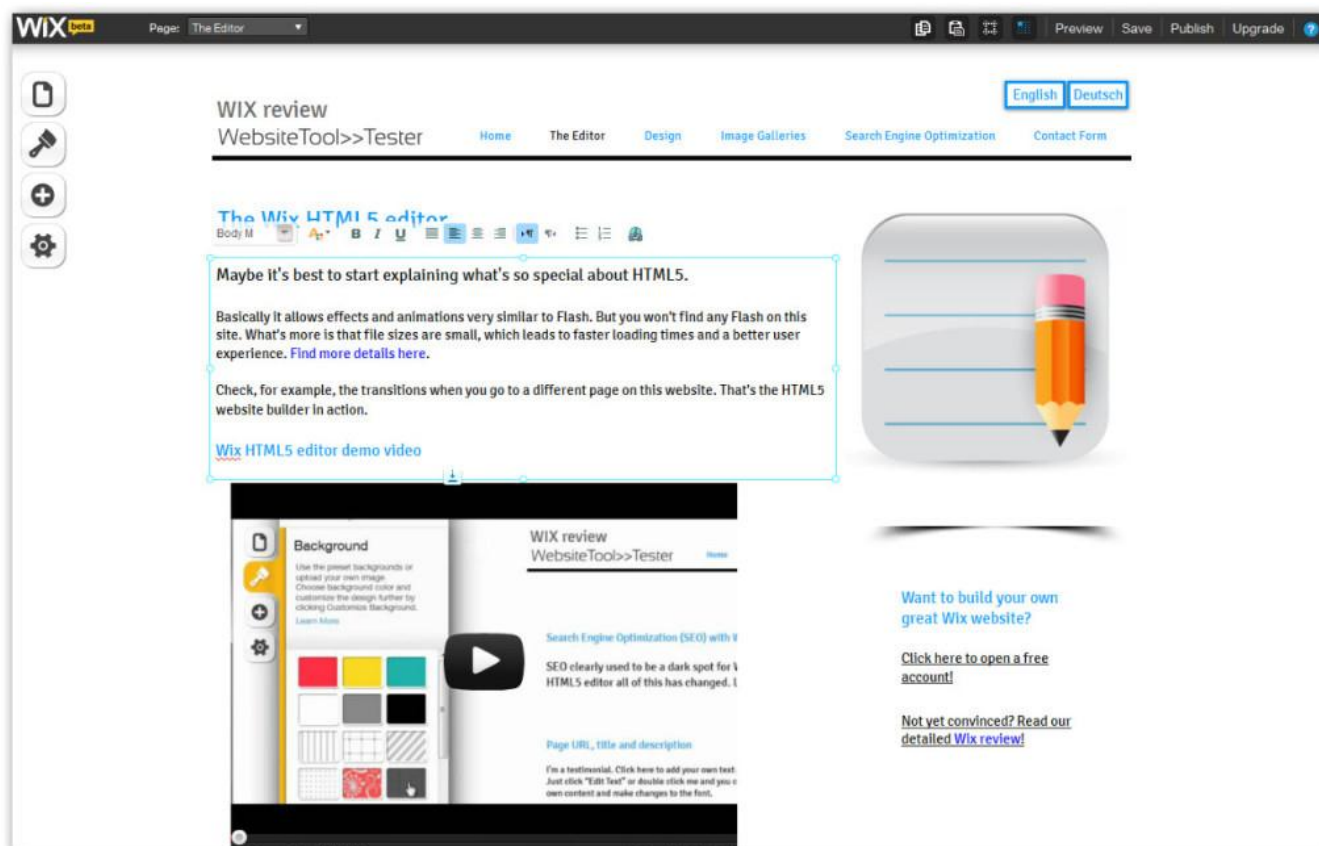 WiX beta Page: The Editor Preview Save Publish Upgrade ?
English Deutsch
WIX review
WebsiteTool>>Tester Home The Editor Design Image Galleries Search Engine Optimization Contact Form
The Wix HTML5 editor
Body M B I U
Maybe it's best to start explaining what's so special about HTML5.
Basically it allows effects and animations very similar to Flash. But you won't find any Flash on this
site. What's more is that file sizes are small, which leads to faster loading times and a better user
experience. Find more details here.
Check, for example, the transitions when you go to a different page on this website. That's the HTML5
website builder in action.
Wix HTML5 editor demo video
Background
Use the preset backgrounds or
upload your own image.
Choose background color and
customize the design further by
clicking Customize Background.
Learn More
WIX review
WebsiteTool>>Tester Home
Search Engine Optimization (SEO) with
SEO clearly used to be a dark spot for
HTML5 editor all of this has changed.
Page URL, title and description
I'm a testimonial. Click here to add your own text
Just click "Edit Text" or double click me and you
own content and make changes to the font.
Want to build your own
great Wix website?
Click here to open a free
account!
Not yet convinced? Read our
detailed Wix review!